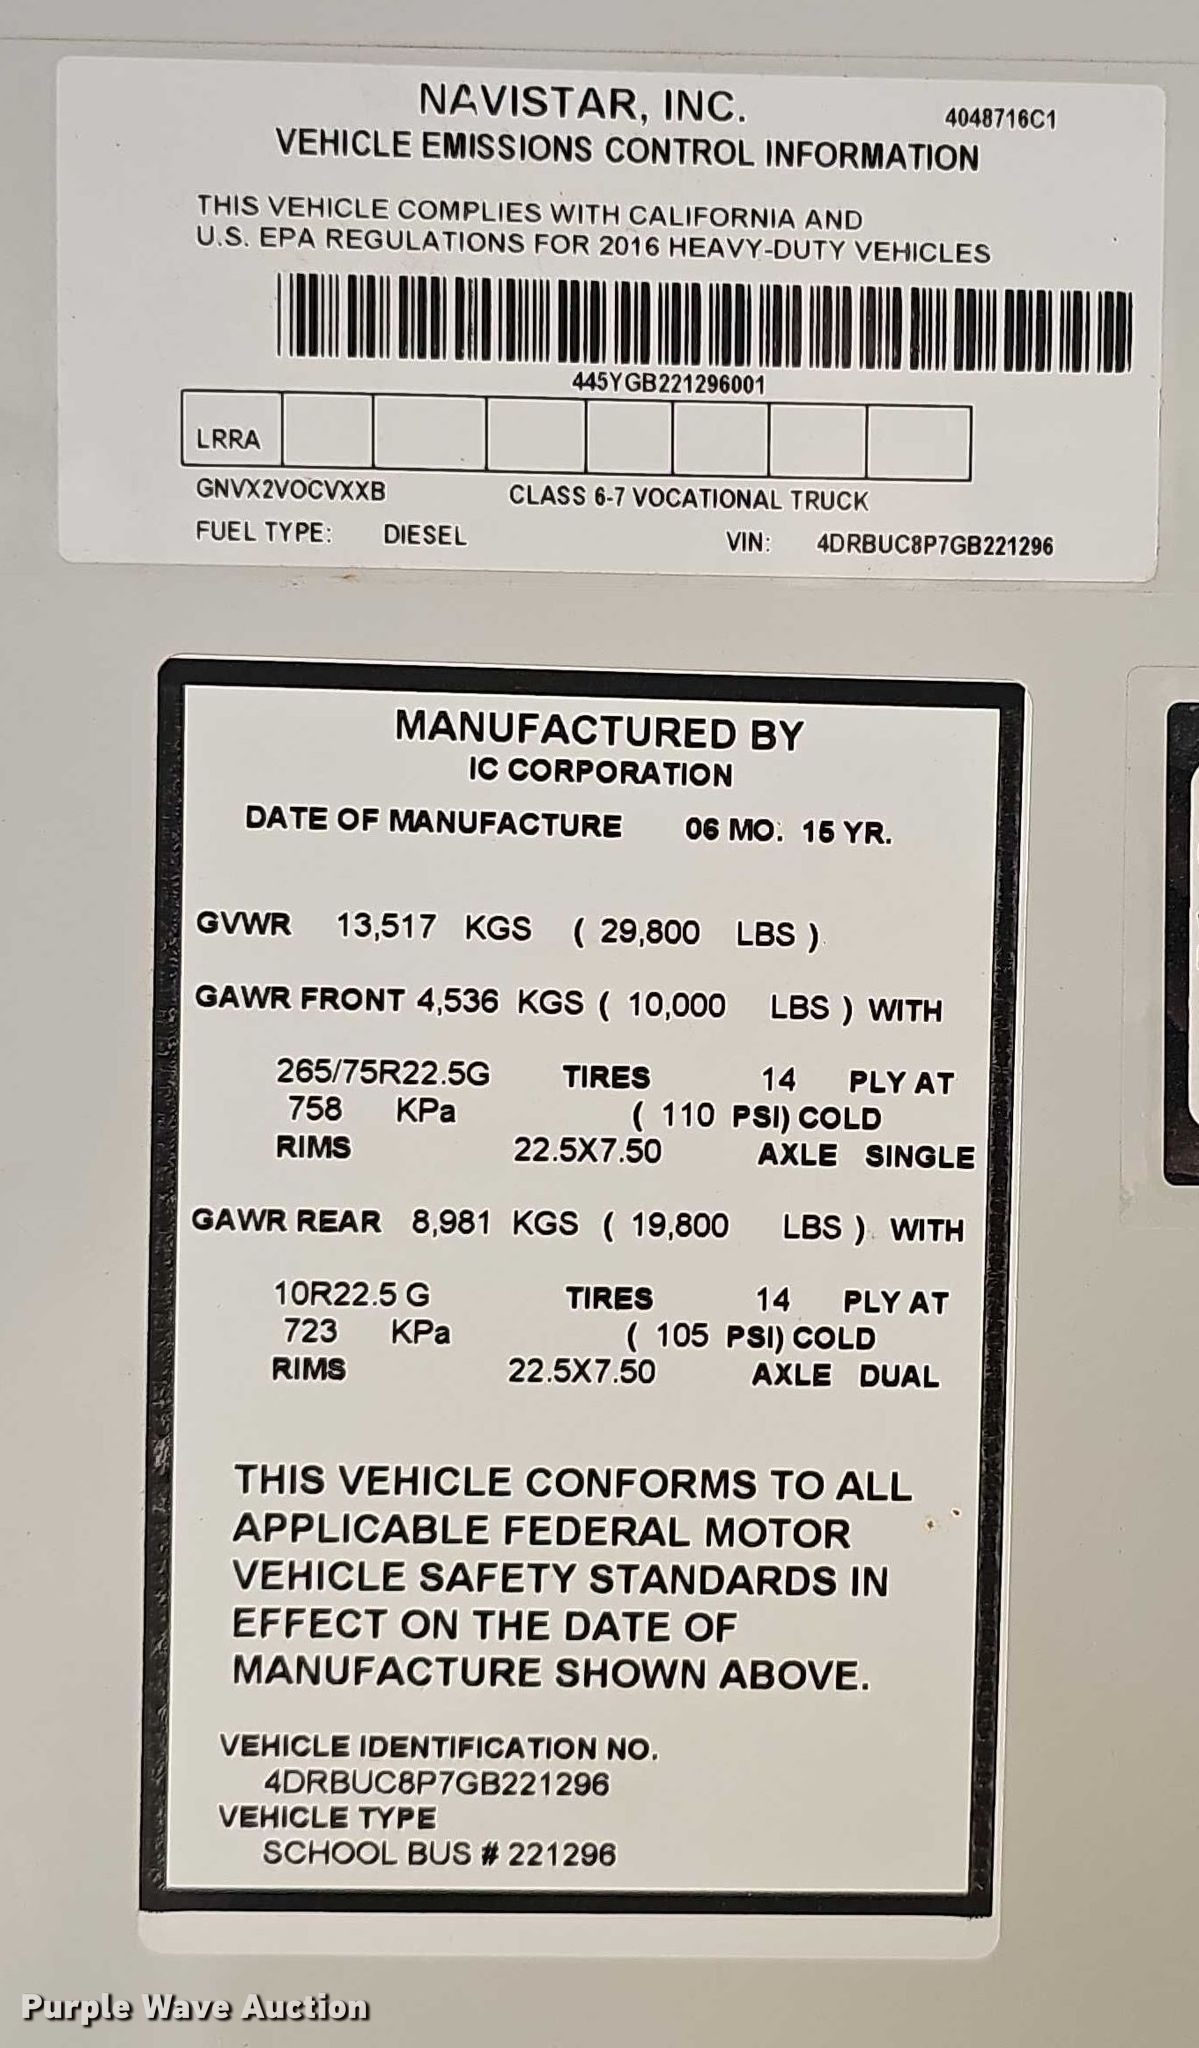 NAVISTAR, INC. 4048716C1
VEHICLE EMISSIONS CONTROL INFORMATION
THIS VEHICLE COMPLIES WITH CALIFORNIA AND
U.S. EPA REGULATIONS FOR 2016 HEAVY-DUTY VEHICLES
445YGB221296001
LRRA
GNVX2VOCVXXB CLASS 6-7 VOCATIONAL TRUCK
FUEL TYPE: DIESEL VIN: 4DRBUC8P7GB221296
MANUFACTURED BY
IC CORPORATION
DATE OF MANUFACTURE 06 MO. 15 YR.
GVWR 13,517 KGS ( 29,800 LBS )
GAWR FRONT 4,536 KGS ( 10,000 LBS ) WITH
265/75R22.5G TIRES 14 PLY AT
758 KPa ( 110 PSI) COLD
RIMS 22.5X7.50 AXLE SINGLE
GAWR REAR 8,981 KGS ( 19,800 LBS ) WITH
10R22.5 G TIRES 14 PLY AT
723 KPa ( 105 PSI) COLD
RIMS 22.5X7.50 AXLE DUAL
THIS VEHICLE CONFORMS TO ALL
APPLICABLE FEDERAL MOTOR
VEHICLE SAFETY STANDARDS IN
EFFECT ON THE DATE OF
MANUFACTURE SHOWN ABOVE.
VEHICLE IDENTIFICATION NO.
4DRBUC8P7GB221296
VEHICLE TYPE
SCHOOL BUS # 221296
Purple Wave Auction